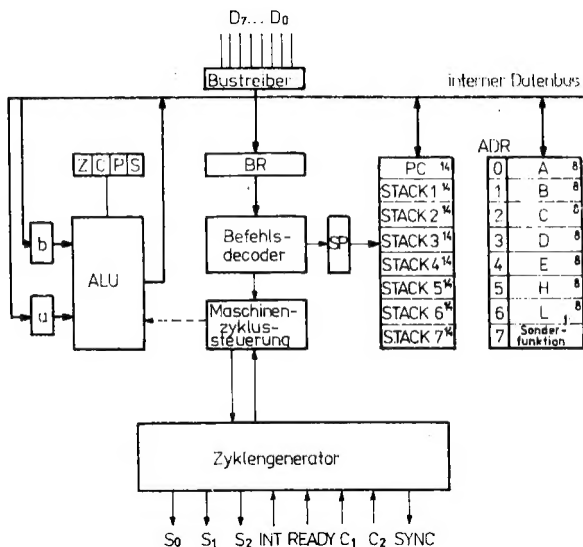 D7... D0
Bustreiber
interner Datenbus
ADR
Z C P S
BR
PC 14
0 A 8
STACK 1 14
1 B 8
b
STACK 2 14
2 C 8
Befehls-
decoder
SP
STACK 3 14
3 D 8
ALU
STACK 4 14
4 E 8
a
Maschinen-
zyklus-
steuerung
STACK 5 14
5 H 8
STACK 6 14
6 L 8
STACK 7 14
7 Sonder-
funktion
Zyklengenerator
S0 S1 S2 INT READY C1 C2 SYNC